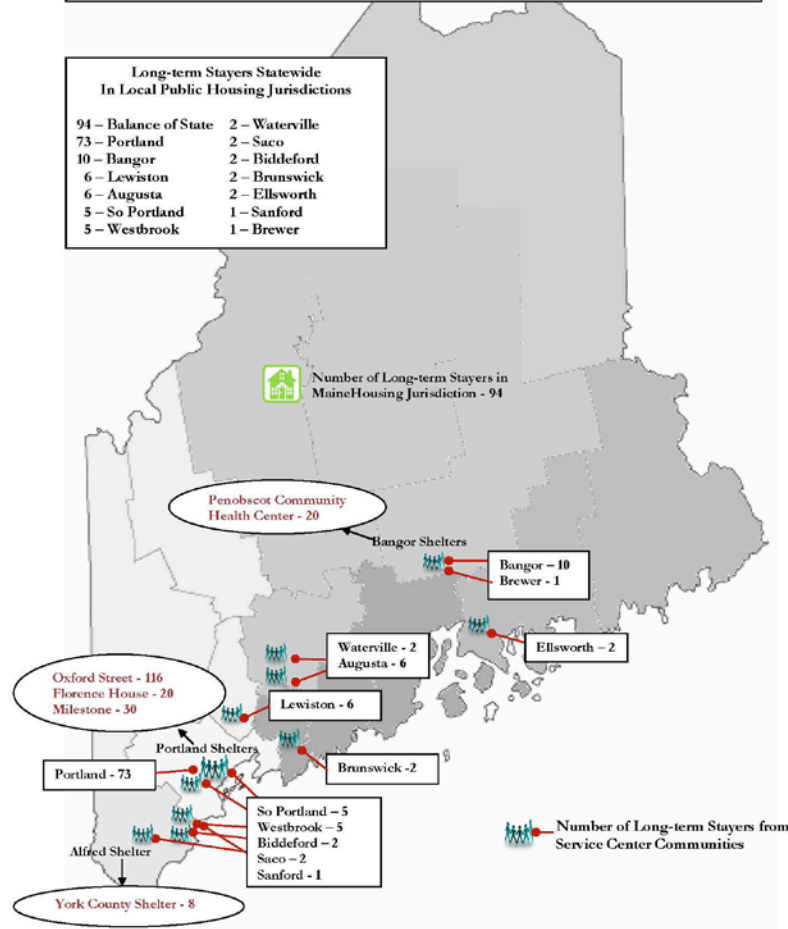 Long-term Stayers Statewide
In Local Public Housing Jurisdictions
94 – Balance of State
73 – Portland
10 – Bangor
6 – Lewiston
6 – Augusta
5 – So Portland
5 – Westbrook
2 – Waterville
2 – Saco
2 – Biddeford
2 – Brunswick
2 – Ellsworth
1 – Sanford
1 – Brewer
Number of Long-term Stayers in
MaineHousing Jurisdiction - 94
Penobscot Community
Health Center - 20
Bangor Shelters
Bangor – 10
Brewer - 1
Ellsworth – 2
Waterville - 2
Augusta - 6
Oxford Street - 116
Florence House - 20
Milestone - 30
Lewiston - 6
Portland Shelters
Brunswick -2
Portland - 73
So Portland – 5
Westbrook – 5
Biddeford – 2
Saco – 2
Sanford - 1
Number of Long-term Stayers from
Service Center Communities
Alfred Shelter
York County Shelter - 8